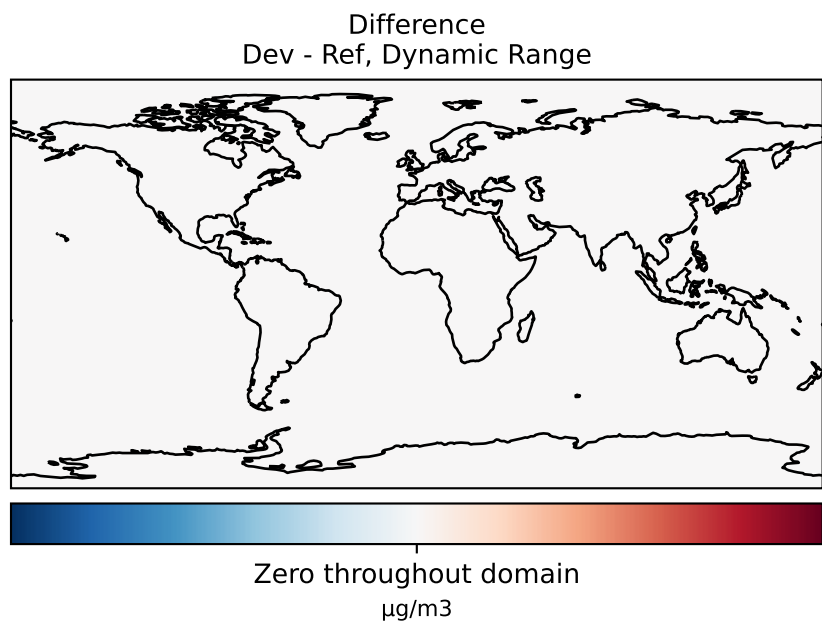 Difference
Dev - Ref, Dynamic Range
Zero throughout domain
μg/m3